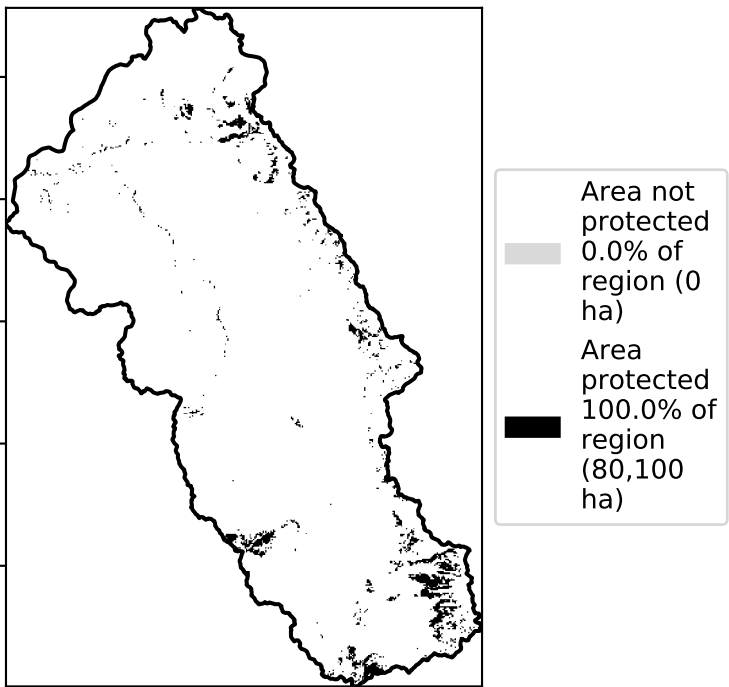 Area not
protected
0.0% of
region (0
ha)
Area
protected
100.0% of
region
(80,100
ha)